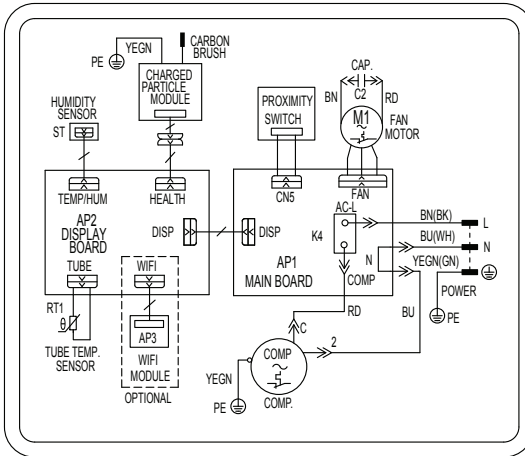 YEGN
CARBON
BRUSH
PE
CHARGED
PARTICLE
MODULE
CAP.
C2
BN
RD
M1
FAN
MOTOR
HUMIDITY
SENSOR
ST
PROXIMITY
SWITCH
TEMP/HUM
HEALTH
CN5
FAN
AP2
DISPLAY
BOARD
DISP
DISP
AC-L
K4
BN(BK)
L
BU(WH)
N
N
YEGN(GN)
AP1
MAIN BOARD
COMP
POWER
PE
TUBE
WIFI
RT1
θ
AP3
TUBE TEMP.
SENSOR
WIFI
MODULE
OPTIONAL
RD
BU
C
COMP
2
YEGN
PE
COMP.